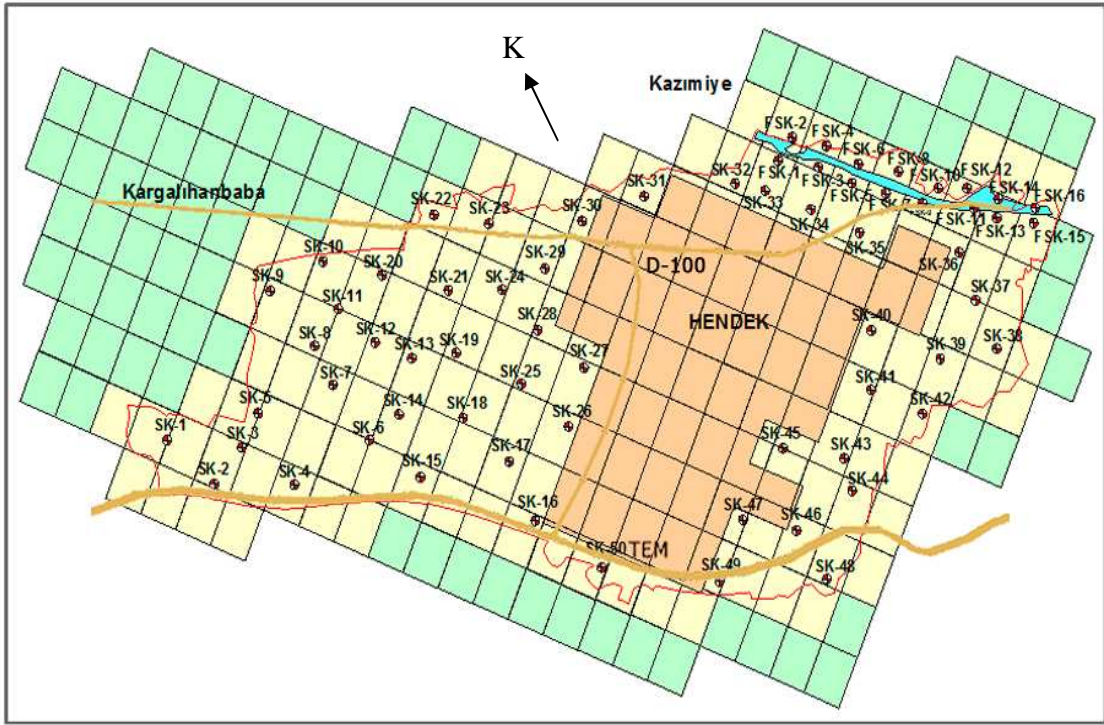 K
Kazımiye
F SK-2
F SK-4
F SK-6
F SK-8
F SK-10
F SK-12
F SK-14
F SK-16
F SK-1
F SK-3
F SK-5
F SK-7
F SK-11
F SK-13
F SK-15
Kargalıhanbaba
SK-22
SK-23
SK-30
SK-31
SK-32
SK-33
SK-34
SK-35
SK-36
SK-37
SK-38
SK-39
SK-40
SK-9
SK-10
SK-20
SK-21
SK-24
SK-29
D-100
HENDEK
SK-11
SK-8
SK-12
SK-13
SK-19
SK-28
SK-27
SK-25
SK-7
SK-5
SK-14
SK-18
SK-26
SK-41
SK-42
SK-1
SK-3
SK-6
SK-17
SK-45
SK-43
SK-2
SK-4
SK-15
SK-44
SK-16
SK-47
SK-46
SK-50
TEM
SK-49
SK-48